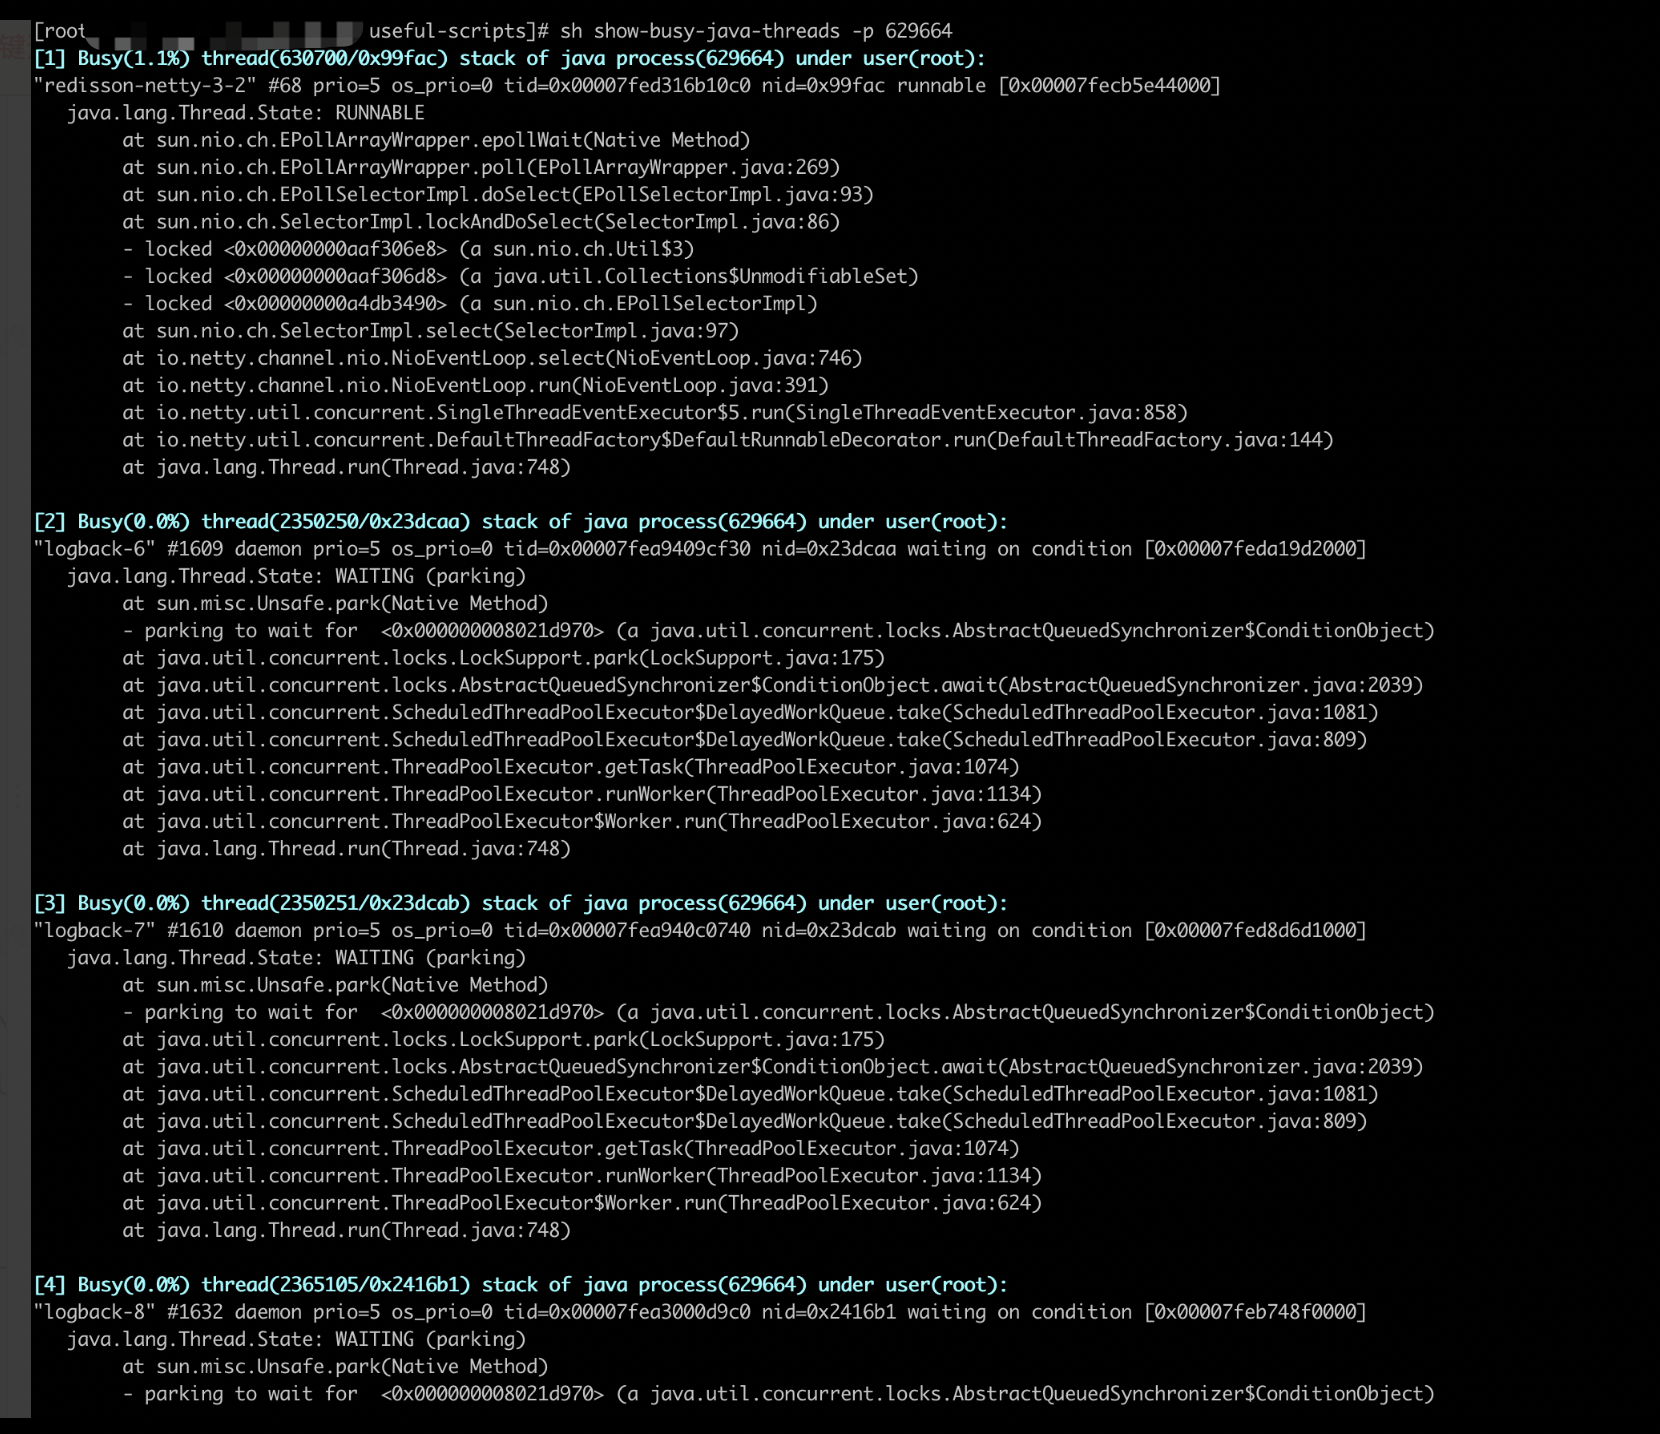 [root useful-scripts]# sh show-busy-java-threads -p 629664
[1] Busy(1.1%) thread(630700/0x99fac) stack of java process(629664) under user(root):
"redisson-netty-3-2" #68 prio=5 os_prio=0 tid=0x00007fed316b10c0 nid=0x99fac runnable [0x00007fecb5e44000]
java.lang.Thread.State: RUNNABLE
at sun.nio.ch.EPollArrayWrapper.epollWait(Native Method)
at sun.nio.ch.EPollArrayWrapper.poll(EPollArrayWrapper.java:269)
at sun.nio.ch.EPollSelectorImpl.doSelect(EPollSelectorImpl.java:93)
at sun.nio.ch.SelectorImpl.lockAndDoSelect(SelectorImpl.java:86)
- locked <0x00000000aaf306e8> (a sun.nio.ch.Util$3)
- locked <0x00000000aaf306d8> (a java.util.Collections$UnmodifiableSet)
- locked <0x00000000a4db3490> (a sun.nio.ch.EPollSelectorImpl)
at sun.nio.ch.SelectorImpl.select(SelectorImpl.java:97)
at io.netty.channel.nio.NioEventLoop.select(NioEventLoop.java:746)
at io.netty.channel.nio.NioEventLoop.run(NioEventLoop.java:391)
at io.netty.util.concurrent.SingleThreadEventExecutor$5.run(SingleThreadEventExecutor.java:858)
at io.netty.util.concurrent.DefaultThreadFactory$DefaultRunnableDecorator.run(DefaultThreadFactory.java:144)
at java.lang.Thread.run(Thread.java:748)
[2] Busy(0.0%) thread(2350250/0x23dcaa) stack of java process(629664) under user(root):
"logback-6" #1609 daemon prio=5 os_prio=0 tid=0x00007fea9409cf30 nid=0x23dcaa waiting on condition [0x00007feda19d2000]
java.lang.Thread.State: WAITING (parking)
at sun.misc.Unsafe.park(Native Method)
- parking to wait for  <0x000000008021d970> (a java.util.concurrent.locks.AbstractQueuedSynchronizer$ConditionObject)
at java.util.concurrent.locks.LockSupport.park(LockSupport.java:175)
at java.util.concurrent.locks.AbstractQueuedSynchronizer$ConditionObject.await(AbstractQueuedSynchronizer.java:2039)
at java.util.concurrent.ScheduledThreadPoolExecutor$DelayedWorkQueue.take(ScheduledThreadPoolExecutor.java:1081)
at java.util.concurrent.ScheduledThreadPoolExecutor$DelayedWorkQueue.take(ScheduledThreadPoolExecutor.java:809)
at java.util.concurrent.ThreadPoolExecutor.getTask(ThreadPoolExecutor.java:1074)
at java.util.concurrent.ThreadPoolExecutor.runWorker(ThreadPoolExecutor.java:1134)
at java.util.concurrent.ThreadPoolExecutor$Worker.run(ThreadPoolExecutor.java:624)
at java.lang.Thread.run(Thread.java:748)
[3] Busy(0.0%) thread(2350251/0x23dcab) stack of java process(629664) under user(root):
"logback-7" #1610 daemon prio=5 os_prio=0 tid=0x00007fea940c0740 nid=0x23dcab waiting on condition [0x00007fed8d6d1000]
java.lang.Thread.State: WAITING (parking)
at sun.misc.Unsafe.park(Native Method)
- parking to wait for  <0x000000008021d970> (a java.util.concurrent.locks.AbstractQueuedSynchronizer$ConditionObject)
at java.util.concurrent.locks.LockSupport.park(LockSupport.java:175)
at java.util.concurrent.locks.AbstractQueuedSynchronizer$ConditionObject.await(AbstractQueuedSynchronizer.java:2039)
at java.util.concurrent.ScheduledThreadPoolExecutor$DelayedWorkQueue.take(ScheduledThreadPoolExecutor.java:1081)
at java.util.concurrent.ScheduledThreadPoolExecutor$DelayedWorkQueue.take(ScheduledThreadPoolExecutor.java:809)
at java.util.concurrent.ThreadPoolExecutor.getTask(ThreadPoolExecutor.java:1074)
at java.util.concurrent.ThreadPoolExecutor.runWorker(ThreadPoolExecutor.java:1134)
at java.util.concurrent.ThreadPoolExecutor$Worker.run(ThreadPoolExecutor.java:624)
at java.lang.Thread.run(Thread.java:748)
[4] Busy(0.0%) thread(2365105/0x2416b1) stack of java process(629664) under user(root):
"logback-8" #1632 daemon prio=5 os_prio=0 tid=0x00007fea3000d9c0 nid=0x2416b1 waiting on condition [0x00007feb748f0000]
java.lang.Thread.State: WAITING (parking)
at sun.misc.Unsafe.park(Native Method)
- parking to wait for  <0x000000008021d970> (a java.util.concurrent.locks.AbstractQueuedSynchronizer$ConditionObject)